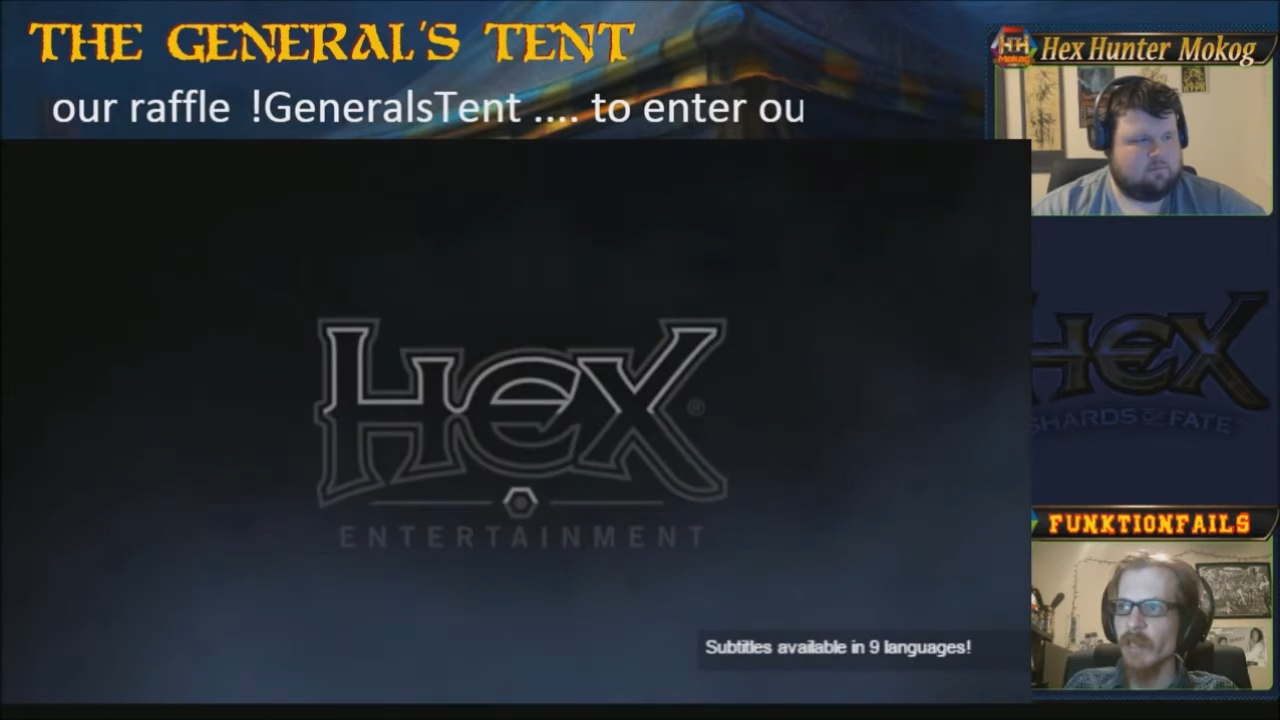 THE GENERAL'S TENT
our raffle !GeneralsTent .... to enter ou
Hex Hunter Mokog
HEX
®
ENTERTAINMENT
HEX
SHARDS OF FATE
FUNKTIONFAILS
Subtitles available in 9 languages!